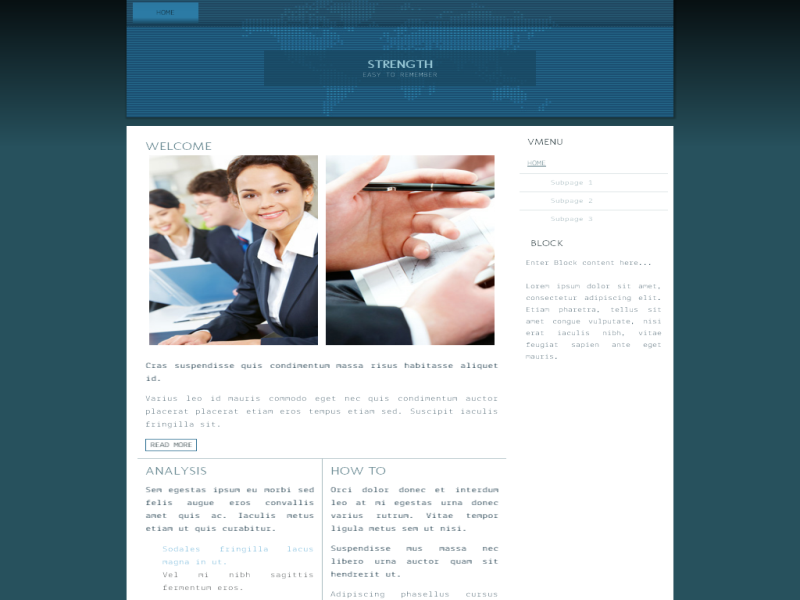 HOME
STRENGTH
EASY TO REMEMBER
WELCOME
Cras suspendisse quis condimentum massa risus habitasse aliquet
id.
Varius leo id mauris commodo eget nec quis condimentum auctor
placerat placerat etiam eros tempus etiam sed. Suscipit iaculis
fringilla sit.
READ MORE
ANALYSIS
Sem egestas ipsum eu morbi sed
felis augue eros convallis
amet quis ac. Iaculis metus
etiam ut quis curabitur.
Sodales fringilla lacus
magna in ut.
Vel mi nibh sagittis
fermentum eros.
HOW TO
Orci dolor donec et interdum
leo at mi egestas urna donec
varius rutrum. Vitae tempor
ligula metus sem ut nisi.
Suspendisse mus massa nec
libero urna auctor quam sit
hendrerit ut.
Adipiscing phasellus cursus
VMENU
HOME
Subpage 1
Subpage 2
Subpage 3
BLOCK
Enter Block content here...
Lorem ipsum dolor sit amet,
consectetur adipiscing elit.
Etiam pharetra, tellus sit
amet congue vulputate, nisi
erat iaculis nibh, vitae
feugiat sapien ante eget
mauris.